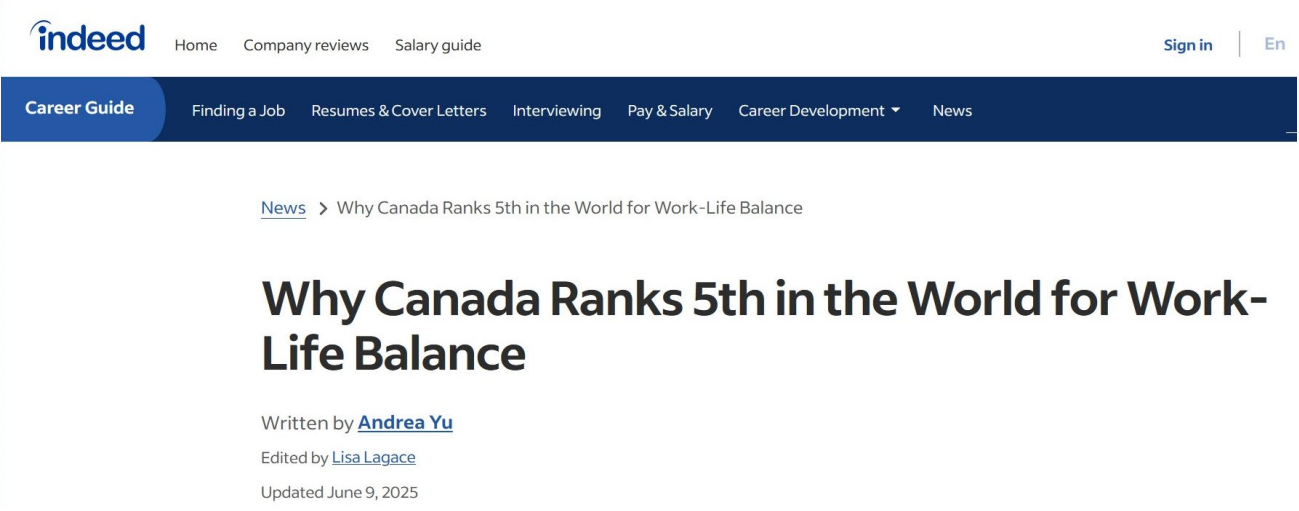 indeed Home Company reviews Salary guide Sign in En
Career Guide Finding a Job Resumes & Cover Letters Interviewing Pay & Salary Career Development News
News Why Canada Ranks 5th in the World for Work-Life Balance
Why Canada Ranks 5th in the World for Work-
Life Balance
Written by Andrea Yu
Edited by Lisa Lagace
Updated June 9, 2025